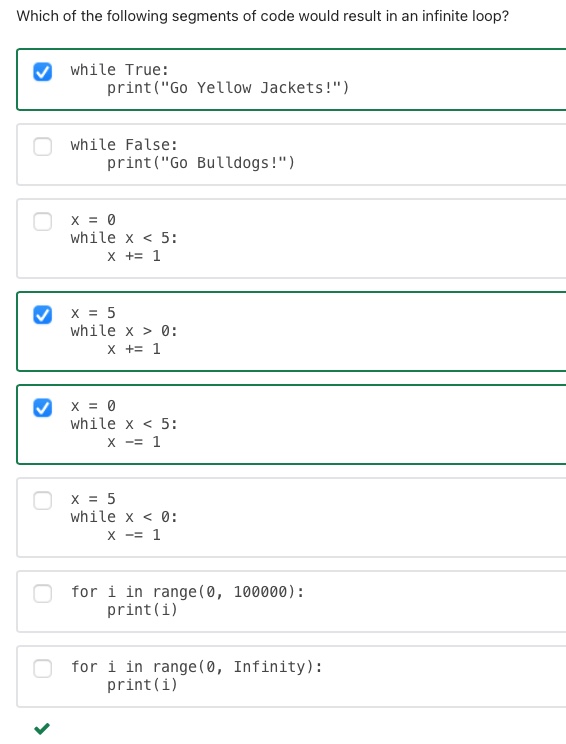 Which of the following segments of code would result in an infinite loop?
while True:
    print("Go Yellow Jackets!")
while False:
    print("Go Bulldogs!")
x = 0
while x < 5:
    x += 1
x = 5
while x > 0:
    x += 1
x = 0
while x < 5:
    x -= 1
x = 5
while x < 0:
    x -= 1
for i in range(0, 100000):
    print(i)
for i in range(0, Infinity):
    print(i)